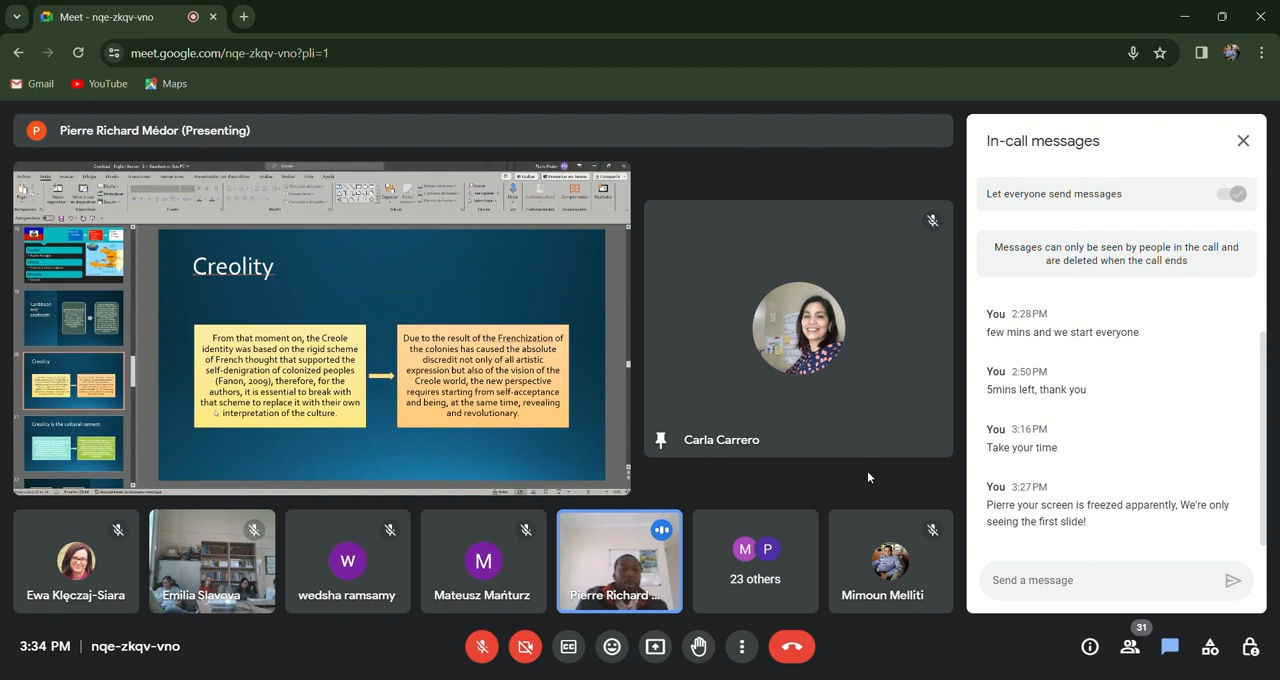 Meet - nqe-zkqv-vno
meet.google.com/nqe-zkqv-vno?pli=1
Gmail
YouTube
Maps
P
Pierre Richard Médor (Presenting)
Creolity
From that moment on, the Creole
identity was based on the rigid scheme
of French thought that supported the
self-denigration of colonized peoples
(Fanon, 2009), therefore, for the
authors, it is essential to break with
that scheme to replace it with their own
interpretation of the culture.
Due to the result of the Frenchization of
the colonies has caused the absolute
discredit not only of all artistic
expression but also of the vision of the
Creole world, the new perspective
requires starting from self-acceptance
and being, at the same time, revealing
and revolutionary.
Caribbean
and
Creolity
Creolity is the cultural cement
Carla Carrero
Ewa Klęczaj-Siara
Emilia Slavova
W
wedsha ramsamy
M
Mateusz Mańturz
Pierre Richard ...
M P
23 others
Mimoun Melliti
3:34 PM | nqe-zkqv-vno
31
In-call messages
Let everyone send messages
Messages can only be seen by people in the call and
are deleted when the call ends
You 2:28 PM
few mins and we start everyone
You 2:50 PM
5mins left, thank you
You 3:16 PM
Take your time
You 3:27 PM
Pierre your screen is freezed apparently, We're only
seeing the first slide!
Send a message